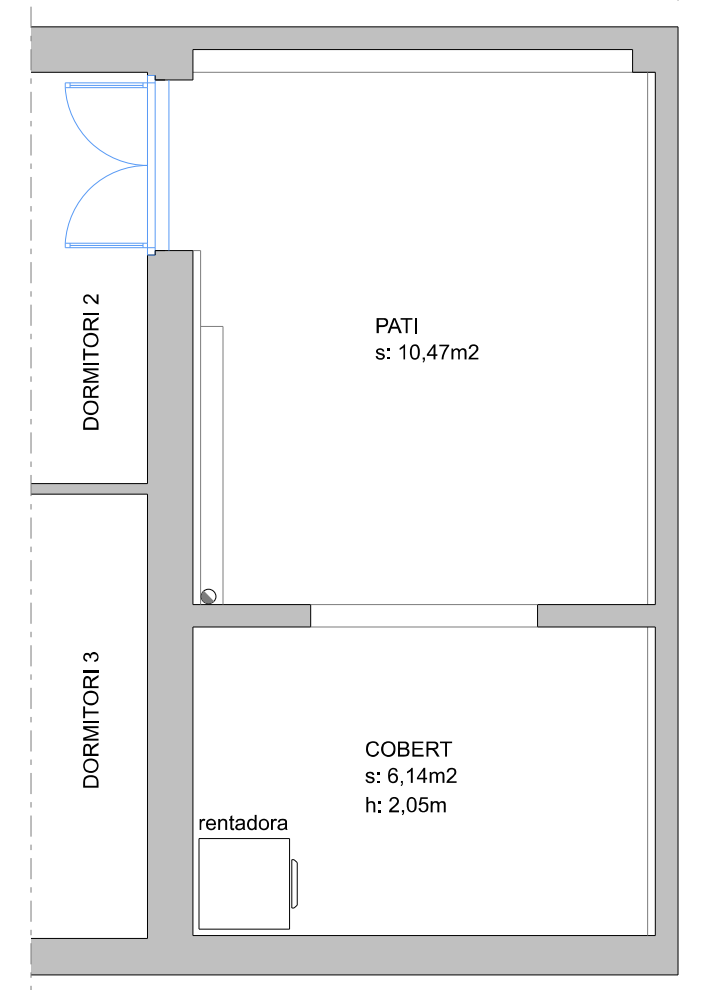 DORMITORI 2
PATI
s: 10,47m2
DORMITORI 3
COBERT
s: 6,14m2
h: 2,05m
rentadora